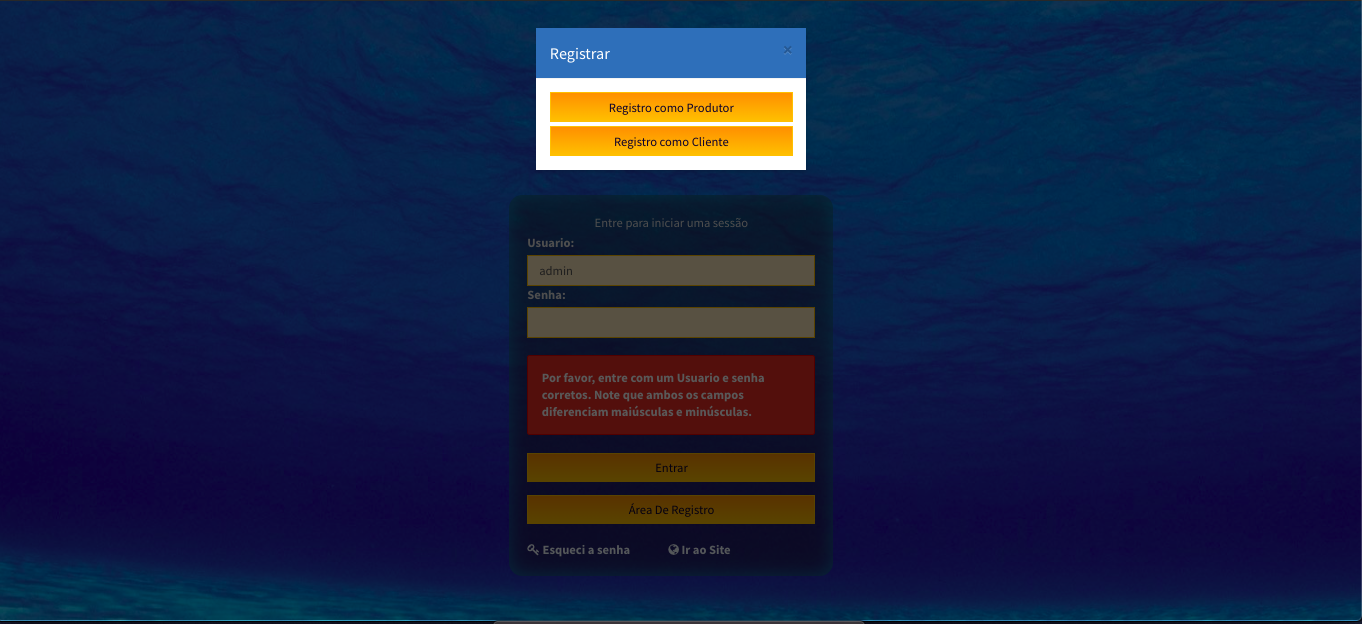 Registrar
×
Registro como Produtor
Registro como Cliente
Entre para iniciar uma sessão
Usuario:
admin
Senha:
Por favor, entre com um Usuario e senha
corretos. Note que ambos os campos
diferenciam maiúsculas e minúsculas.
Entrar
Área De Registro
Esqueci a senha
Ir ao Site